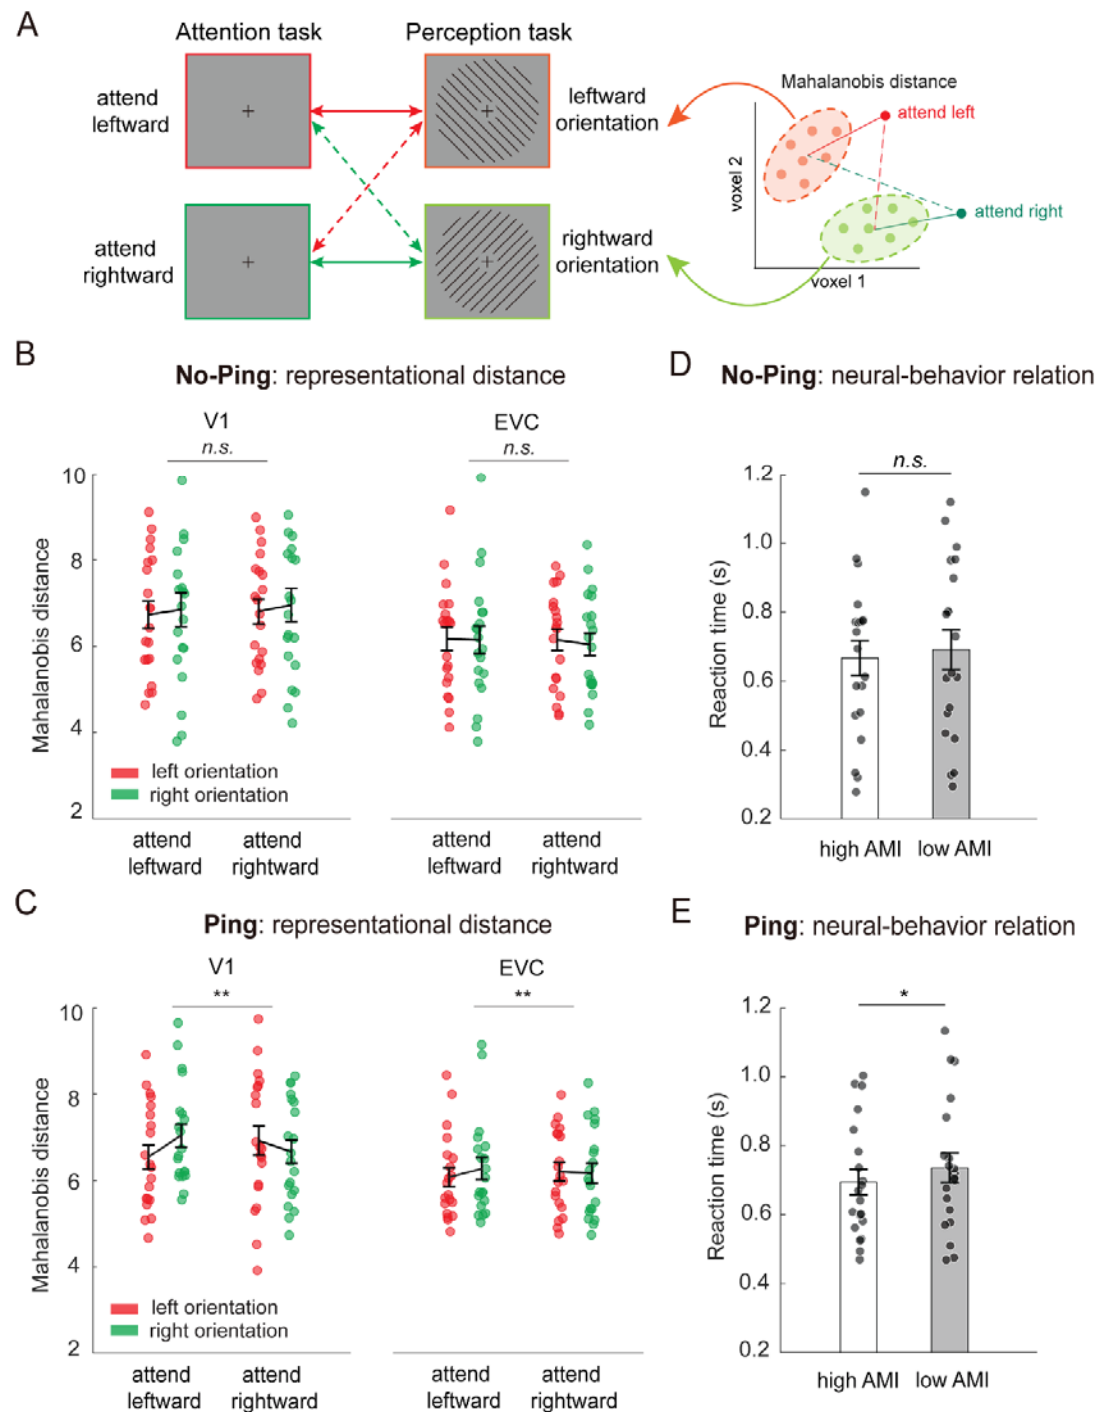 A
Attention task
Perception task
attend
leftward
leftward
orientation
attend
rightward
rightward
orientation
Mahalanobis distance
attend left
attend right
voxel 2
voxel 1
B
No-Ping: representational distance
V1
n.s.
EVC
n.s.
Mahalanobis distance
10
8
6
4
2
left orientation
right orientation
attend
leftward
attend
rightward
attend
leftward
attend
rightward
D
No-Ping: neural-behavior relation
n.s.
Reaction time (s)
1.2
1.0
0.8
0.6
0.4
0.2
high AMI
low AMI
C
Ping: representational distance
V1
**
EVC
**
Mahalanobis distance
10
8
6
4
2
left orientation
right orientation
attend
leftward
attend
rightward
attend
leftward
attend
rightward
E
Ping: neural-behavior relation
*
Reaction time (s)
1.2
1.0
0.8
0.6
0.4
0.2
high AMI
low AMI